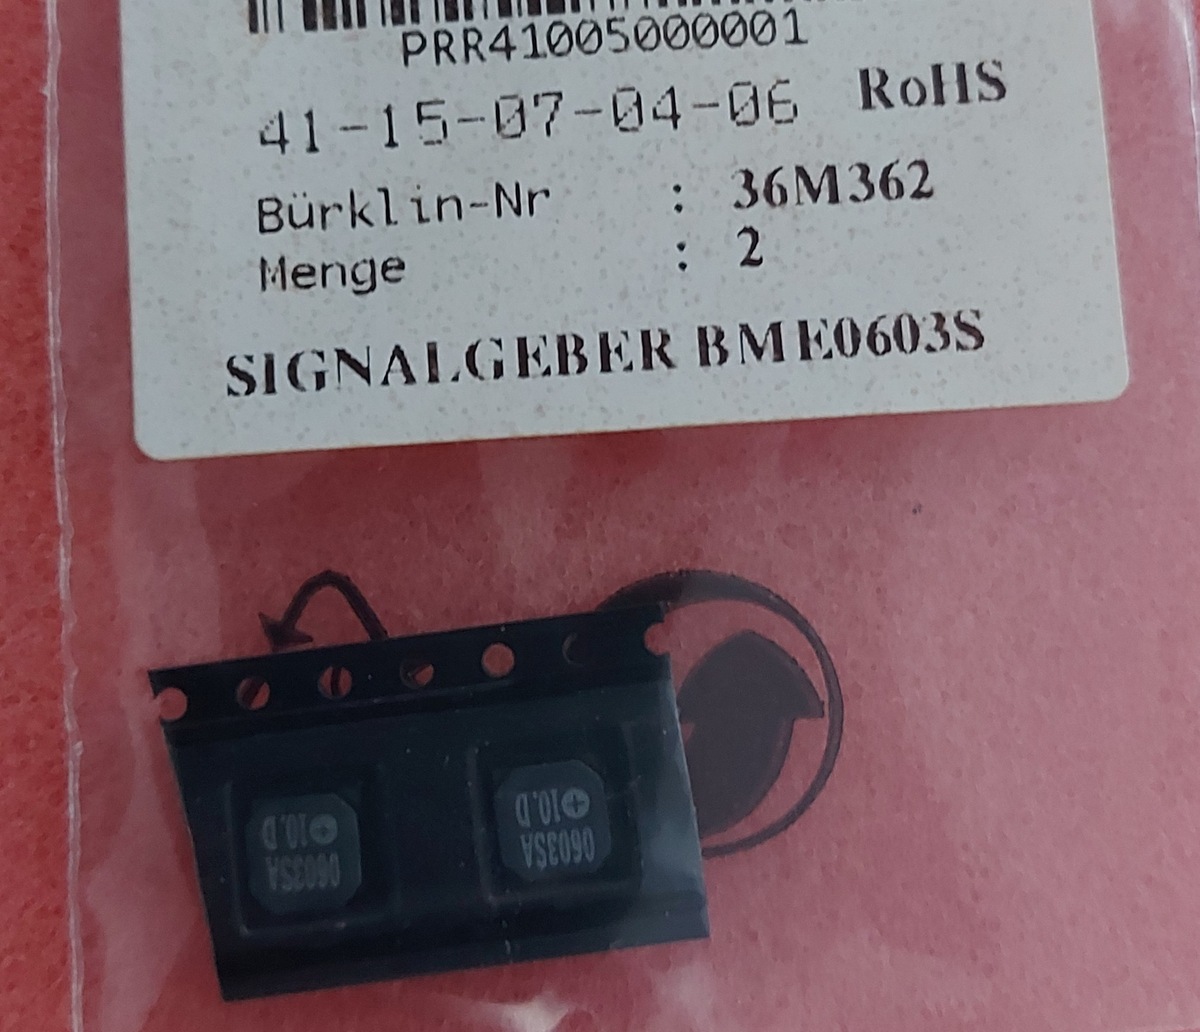 PRR41005000001
41-15-07-04-06 RoHS
Bürklin-Nr : 36M362
Menge : 2
SIGNALGEBER BME0603S
0603SA
10.D
0603SA
10.D